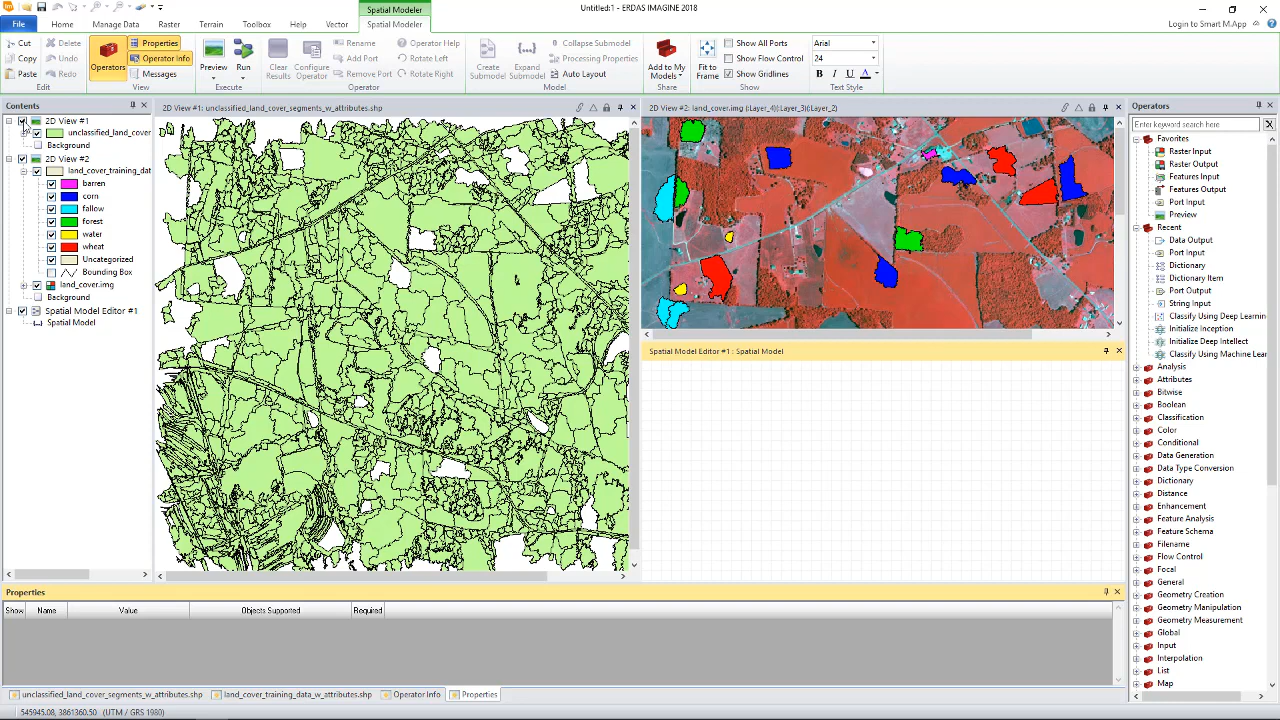 Spatial Modeler
Untitled:1 - ERDAS IMAGINE 2018
File Home Manage Data Raster Terrain Toolbox Help Vector Spatial Modeler Login to Smart M.App
Cut Delete Properties Rename Operator Help Collapse Submodel Show All Ports Arial
Copy Undo Operator Info Add Port Rotate Left Processing Properties Show Flow Control 24
Paste Redo Messages Remove Port Rotate Right Auto Layout Show Gridlines B I U A
Operators Preview Run Clear Results Configure Operator Create Submodel Expand Submodel Add to My Models Fit to Frame
Edit View Execute Operator Model Share Show Text Style
Contents
2D View #1
unclassified_land_cover
Background
2D View #2
land_cover_training_dat
barren
corn
fallow
forest
water
wheat
Uncategorized
Bounding Box
land_cover.img
Background
Spatial Model Editor #1
Spatial Model
2D View #1: unclassified_land_cover_segments_w_attributes.shp
2D View #2: land_cover.img (:Layer_4)(:Layer_3)(:Layer_2)
Spatial Model Editor #1 : Spatial Model
Operators
Enter keyword search here
Favorites
Raster Input
Raster Output
Features Input
Features Output
Port Input
Preview
Recent
Data Output
Port Input
Dictionary
Dictionary Item
Port Output
String Input
Classify Using Deep Learnin
Initialize Inception
Initialize Deep Intellect
Classify Using Machine Lear
Analysis
Attributes
Bitwise
Boolean
Classification
Color
Conditional
Data Generation
Data Type Conversion
Dictionary
Distance
Enhancement
Feature Analysis
Feature Schema
Filename
Flow Control
Focal
General
Geometry Creation
Geometry Manipulation
Geometry Measurement
Global
Input
Interpolation
List
Map
Properties
Show Name Value Objects Supported Required
unclassified_land_cover_segments_w_attributes.shp land_cover_training_data_w_attributes.shp Operator Info Properties
545945.08, 3861360.50 (UTM / GRS 1980)